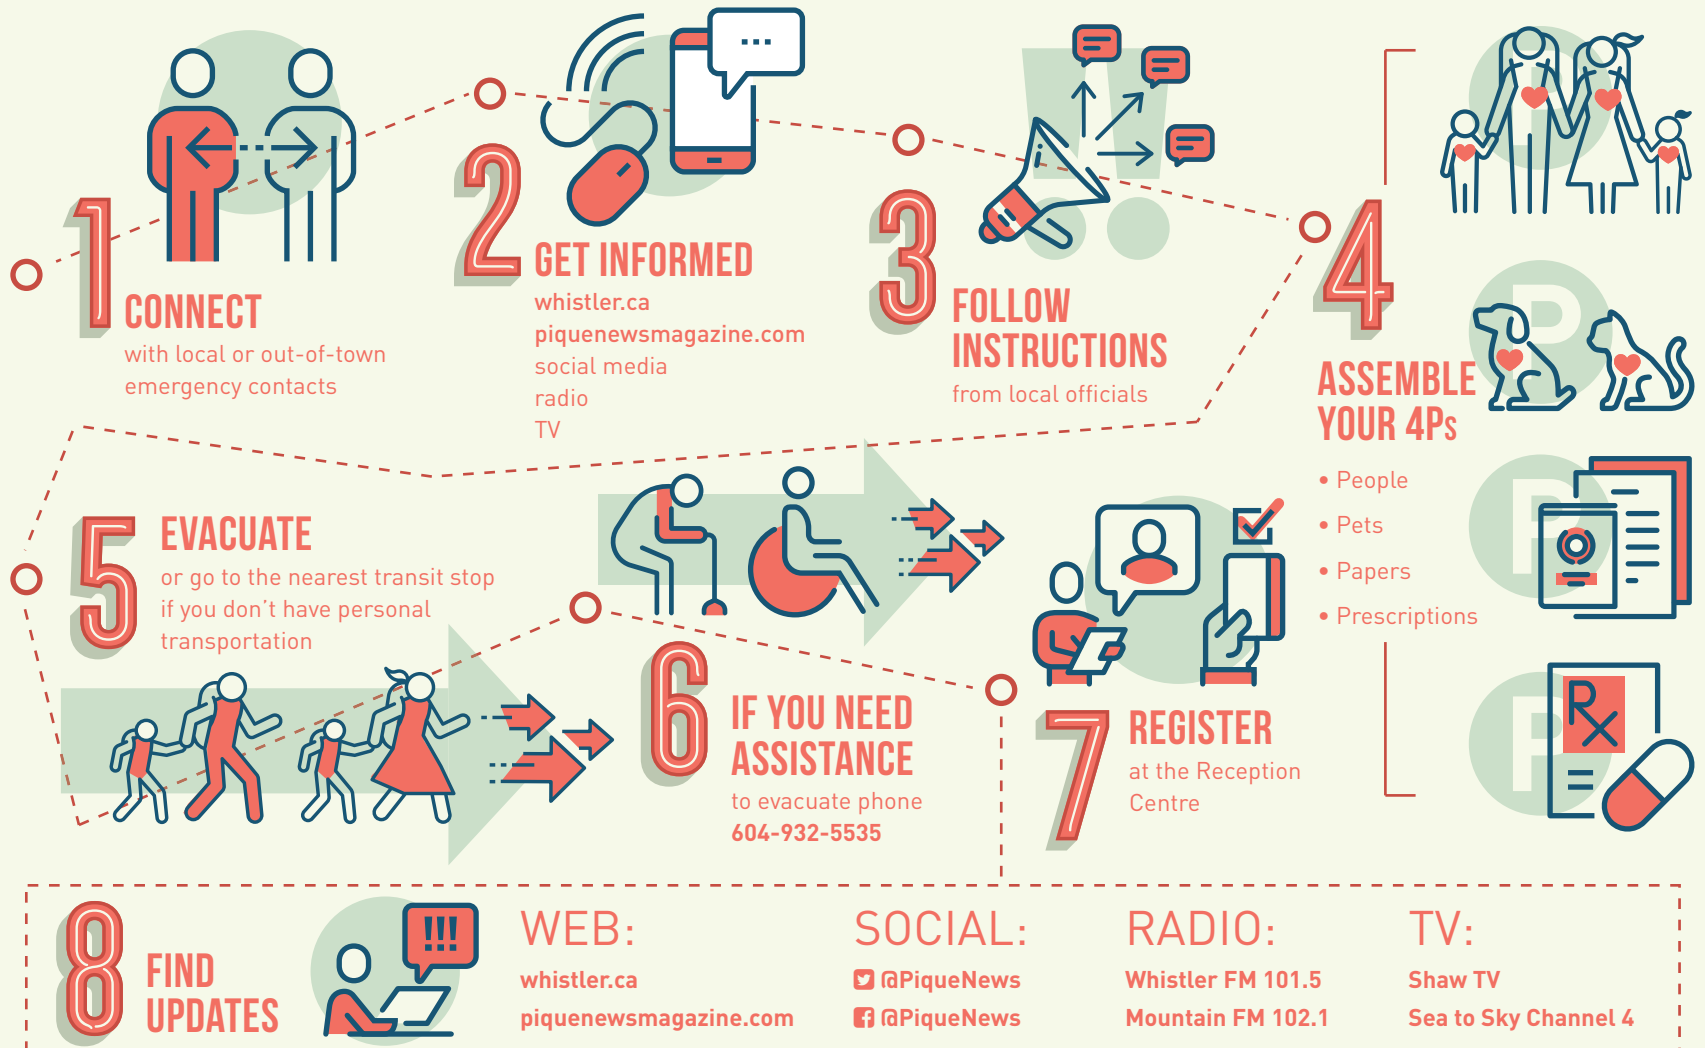 1
CONNECT
with local or out-of-town
emergency contacts
...
2
GET INFORMED
whistler.ca
piquenewsmagazine.com
social media
radio
TV
i
3
FOLLOW
INSTRUCTIONS
from local officials
4
ASSEMBLE
YOUR 4Ps
• People
• Pets
• Papers
• Prescriptions
P
P
P
P
Rx
5
EVACUATE
or go to the nearest transit stop
if you don't have personal
transportation
6
IF YOU NEED
ASSISTANCE
to evacuate phone
604-932-5535
7
REGISTER
at the Reception
Centre
8
FIND
UPDATES
!!!
WEB:
whistler.ca
piquenewsmagazine.com
SOCIAL:
@PiqueNews
@PiqueNews
RADIO:
Whistler FM 101.5
Mountain FM 102.1
TV:
Shaw TV
Sea to Sky Channel 4